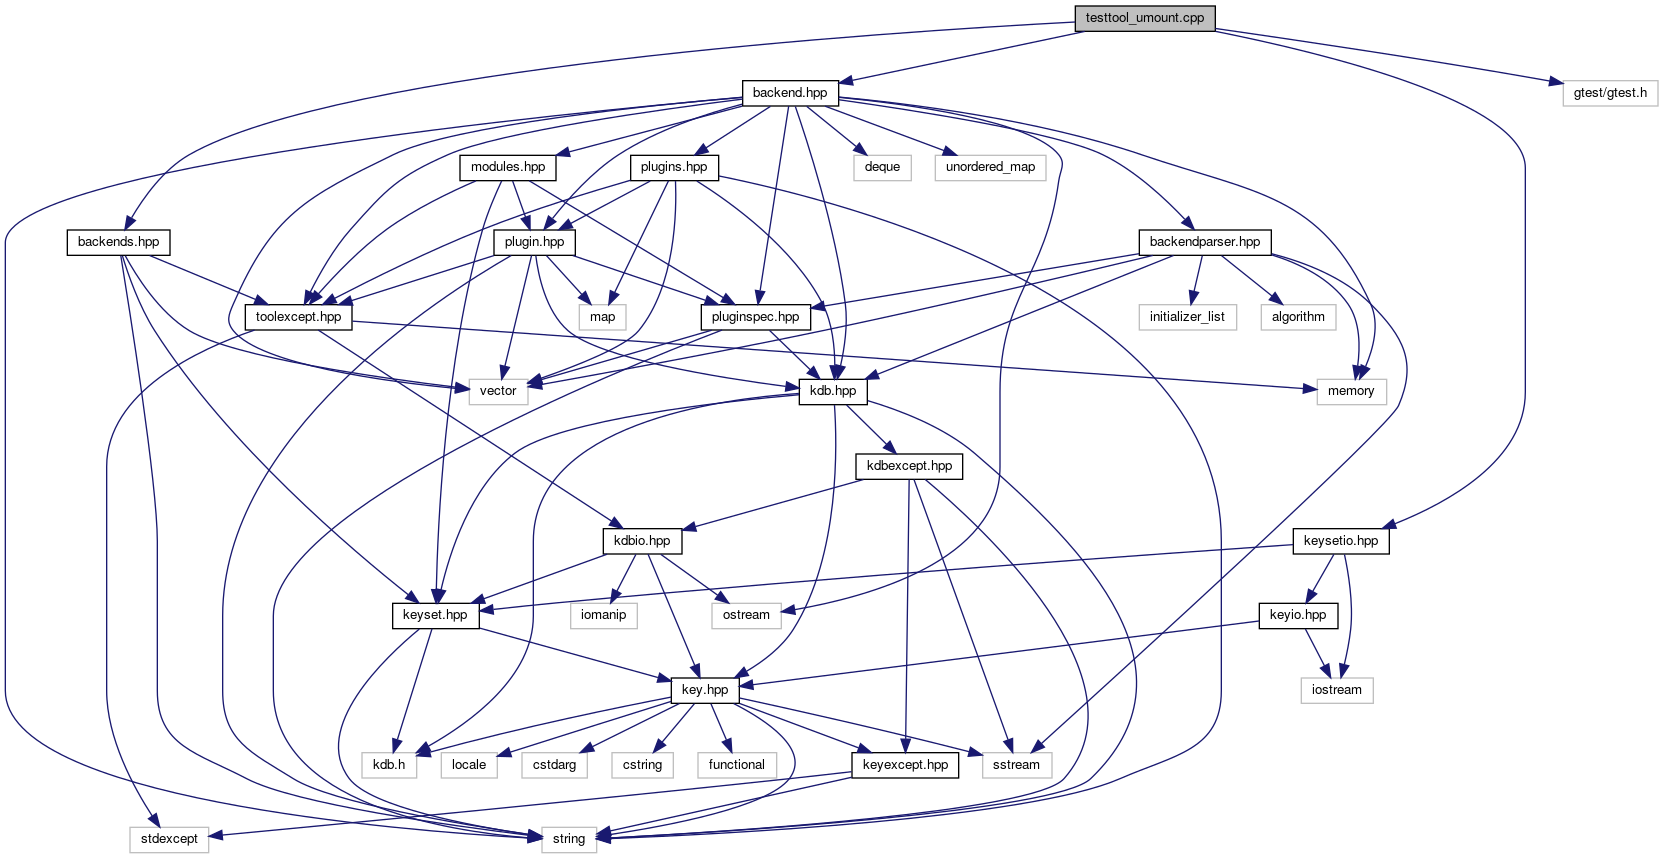 testtool_umount.cpp
backend.hpp
gtest/gtest.h
modules.hpp
plugins.hpp
deque
unordered_map
backends.hpp
plugin.hpp
backendparser.hpp
toolexcept.hpp
map
pluginspec.hpp
initializer_list
algorithm
vector
kdb.hpp
memory
kdbexcept.hpp
kdbio.hpp
keysetio.hpp
keyset.hpp
iomanip
ostream
keyio.hpp
key.hpp
iostream
kdb.h
locale
cstdarg
cstring
functional
keyexcept.hpp
sstream
stdexcept
string